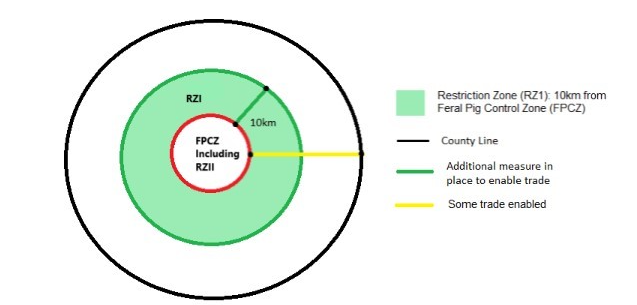 RZI
10km
FPCZ
Including
RZII
Restriction Zone (RZ1): 10km from
Feral Pig Control Zone (FPCZ)
County Line
Additional measure in
place to enable trade
Some trade enabled